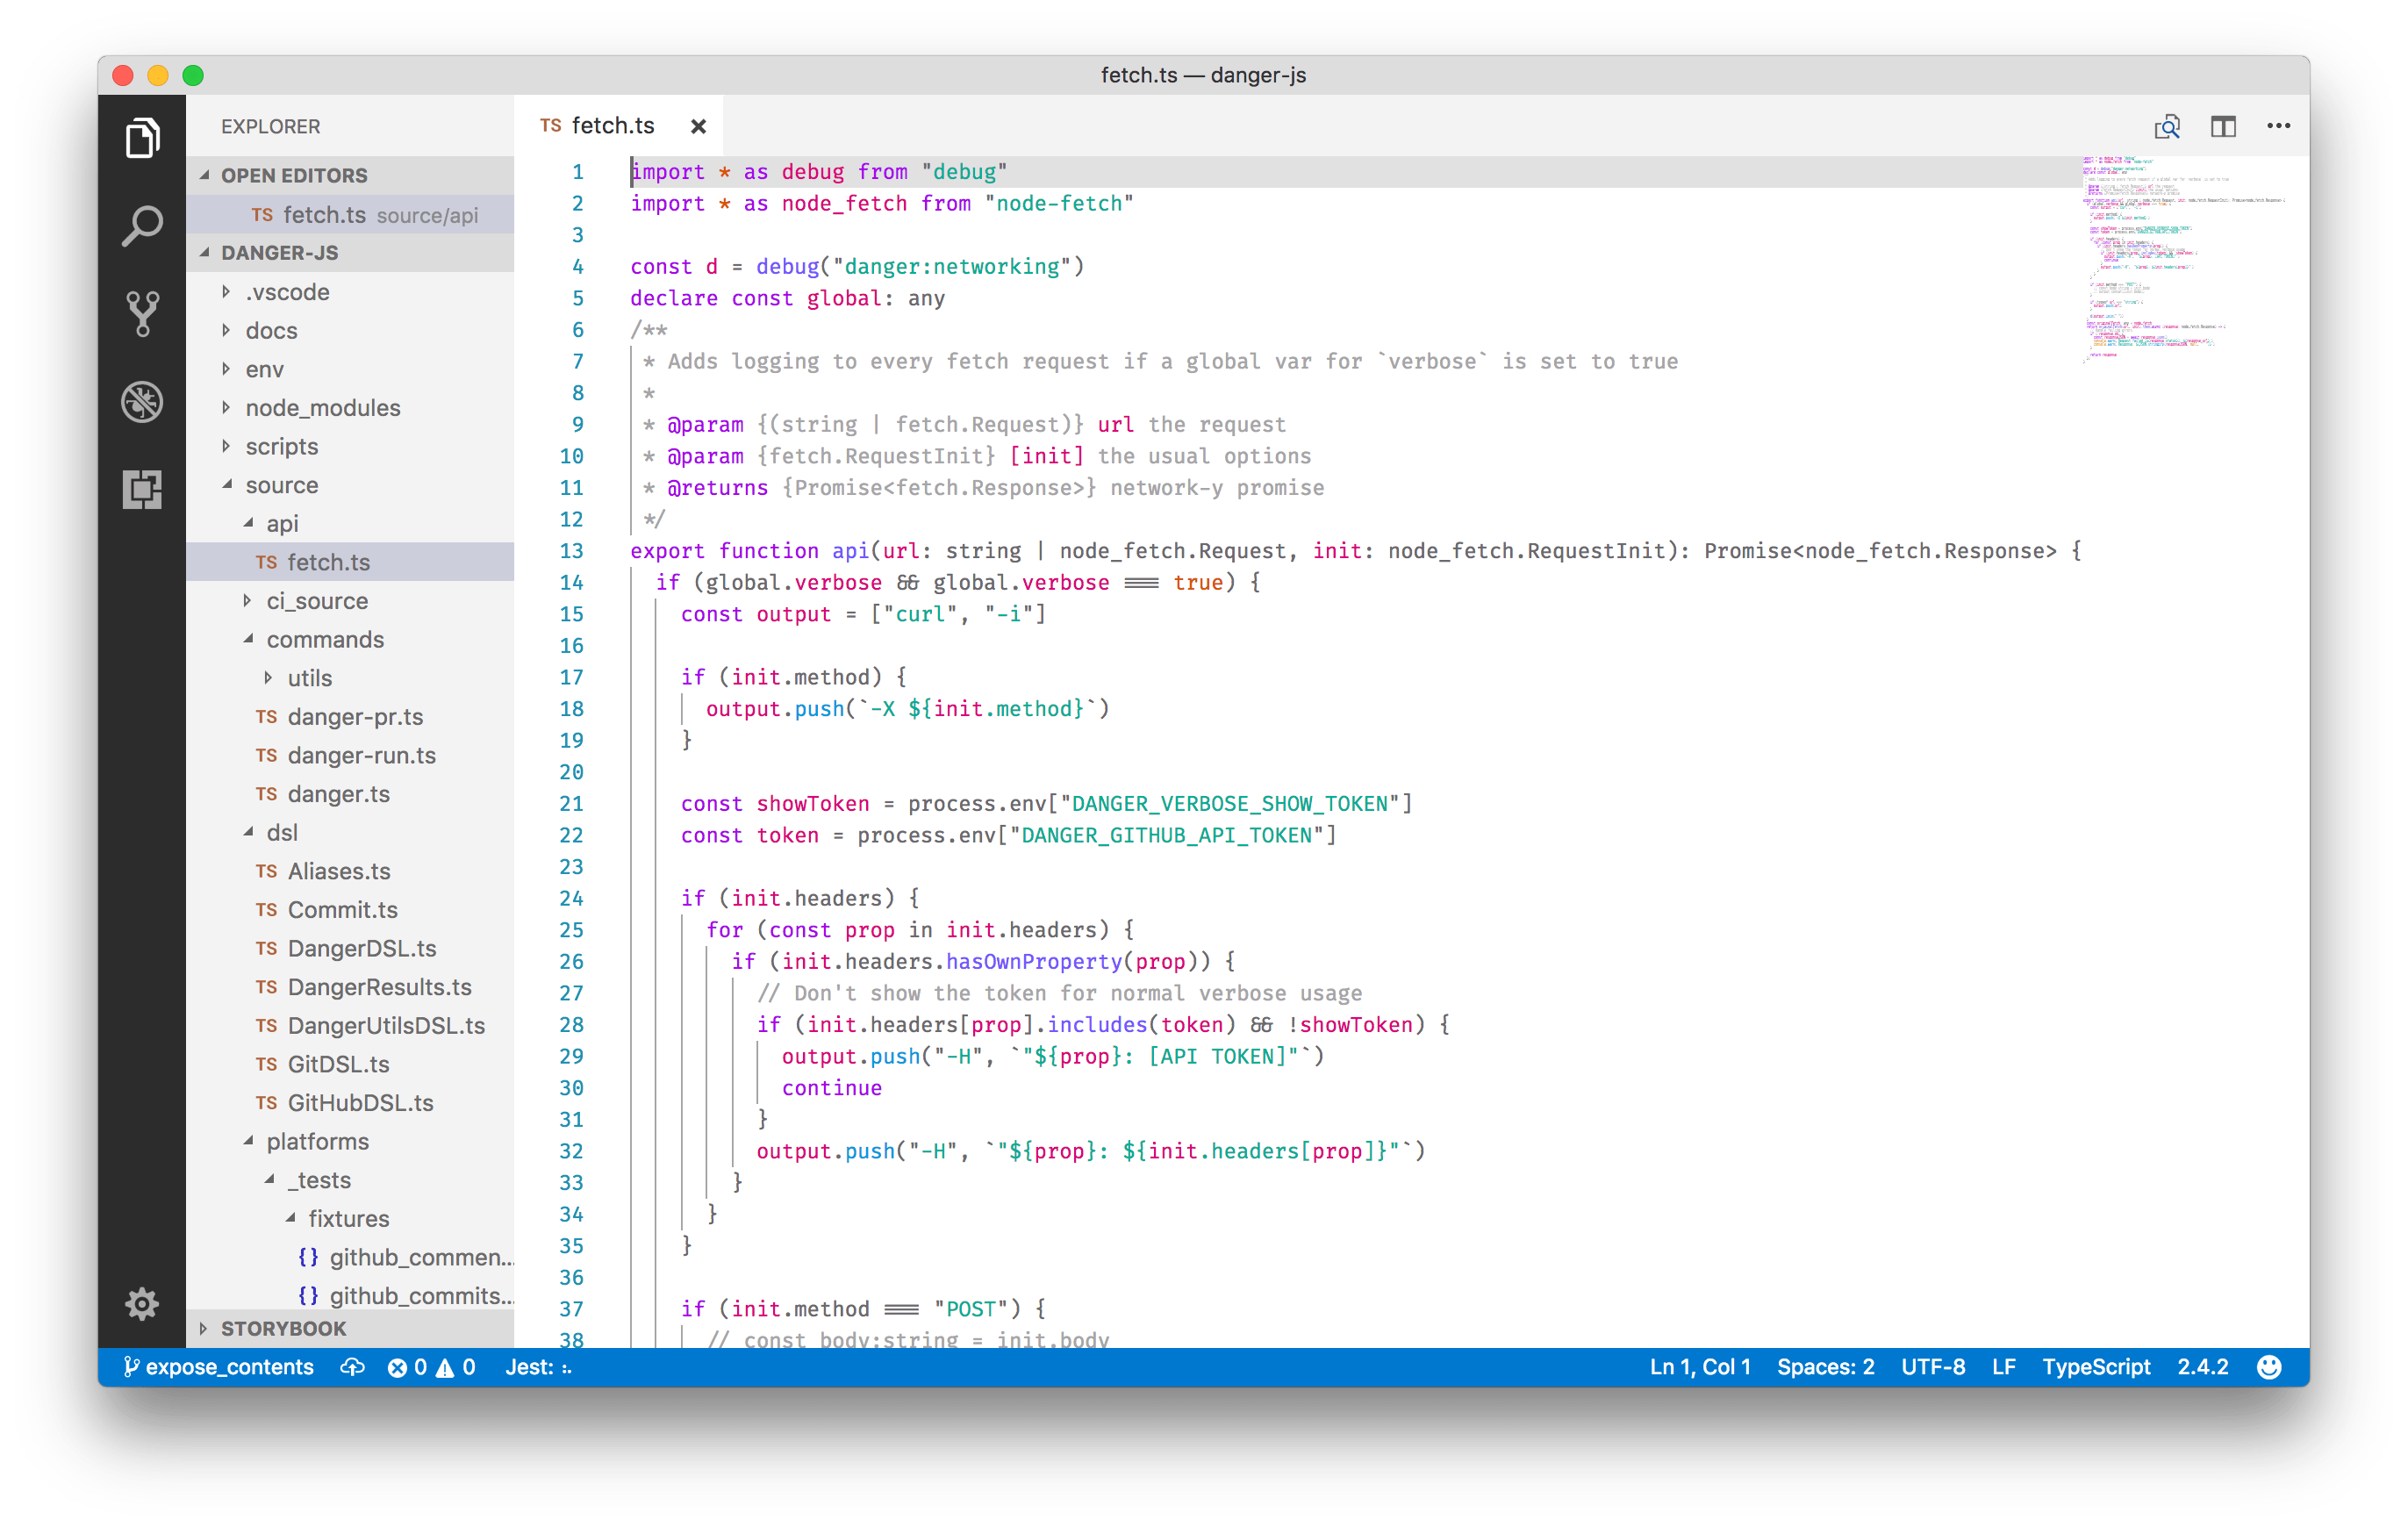 fetch.ts — danger-js
EXPLORER
OPEN EDITORS
TS fetch.ts source/api
DANGER-JS
.vscode
docs
env
node_modules
scripts
source
api
TS fetch.ts
ci_source
commands
utils
TS danger-pr.ts
TS danger-run.ts
TS danger.ts
dsl
TS Aliases.ts
TS Commit.ts
TS DangerDSL.ts
TS DangerResults.ts
TS DangerUtilsDSL.ts
TS GitDSL.ts
TS GitHubDSL.ts
platforms
_tests
fixtures
{} github_commen...
{} github_commits...
STORYBOOK
TS fetch.ts ×
1 import * as debug from "debug"
2 import * as node_fetch from "node-fetch"
3
4 const d = debug("danger:networking")
5 declare const global: any
6 /**
7 * Adds logging to every fetch request if a global var for `verbose` is set to true
8 *
9 * @param {(string | fetch.Request)} url the request
10 * @param {fetch.RequestInit} [init] the usual options
11 * @returns {Promise<fetch.Response>} network-y promise
12 */
13 export function api(url: string | node_fetch.Request, init: node_fetch.RequestInit): Promise<node_fetch.Response> {
14 if (global.verbose && global.verbose === true) {
15 const output = ["curl", "-i"]
16
17 if (init.method) {
18 output.push(`-X ${init.method}`)
19 }
20
21 const showToken = process.env["DANGER_VERBOSE_SHOW_TOKEN"]
22 const token = process.env["DANGER_GITHUB_API_TOKEN"]
23
24 if (init.headers) {
25 for (const prop in init.headers) {
26 if (init.headers.hasOwnProperty(prop)) {
27 // Don't show the token for normal verbose usage
28 if (init.headers[prop].includes(token) && !showToken) {
29 output.push("-H", `"${prop}: [API TOKEN]"`)
30 continue
31 }
32 output.push("-H", `"${prop}: ${init.headers[prop]}"`)
33 }
34 }
35 }
36
37 if (init.method === "POST") {
38 // const body:string = init.body
expose_contents 0 0 Jest: :.
Ln 1, Col 1 Spaces: 2 UTF-8 LF TypeScript 2.4.2